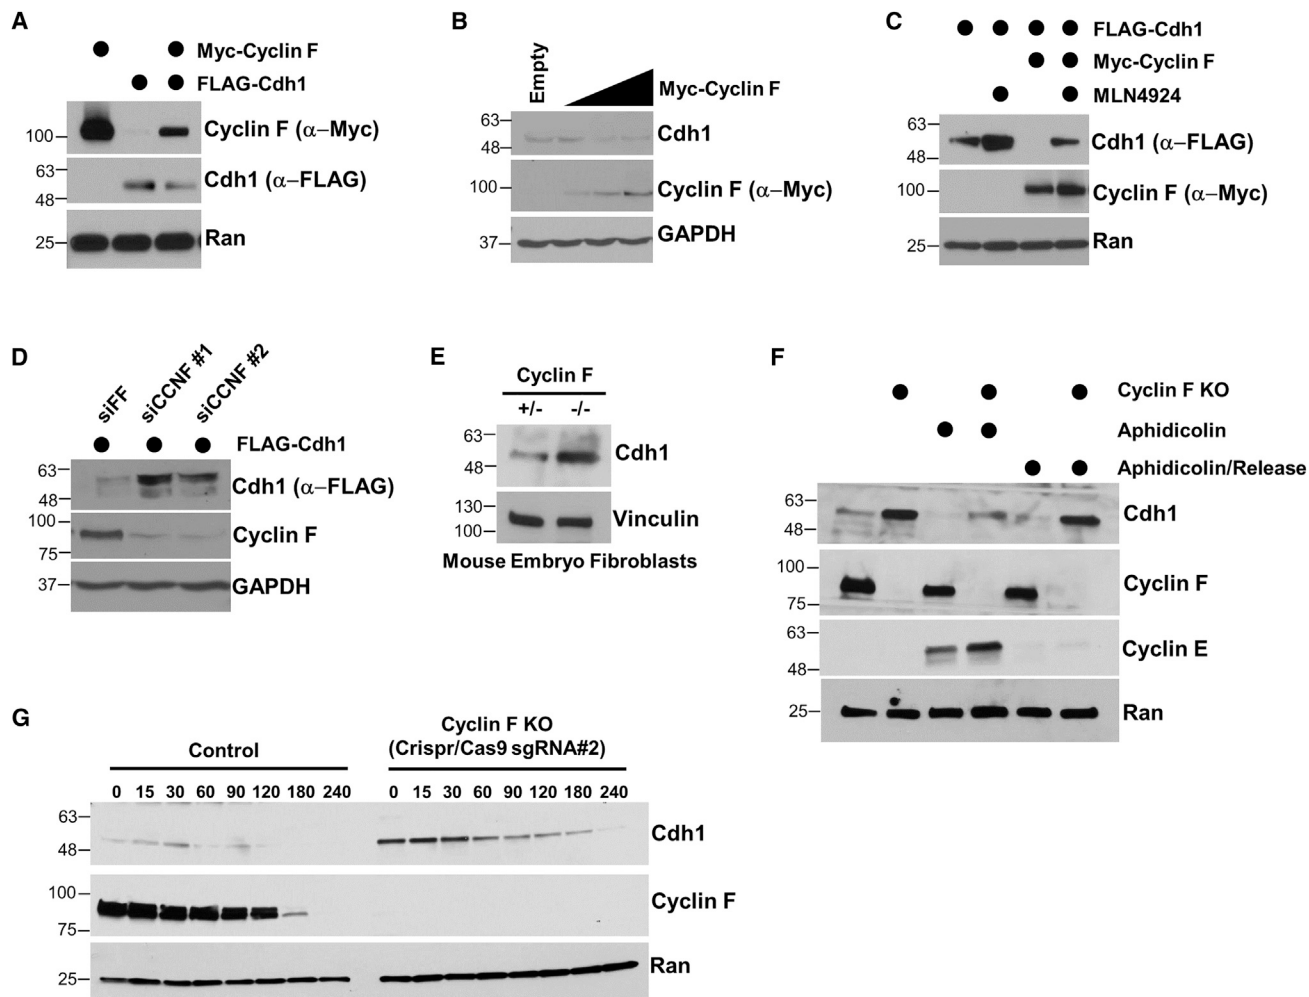 A
Myc-Cyclin F
FLAG-Cdh1
100
Cyclin F (α–Myc)
63
48
Cdh1 (α–FLAG)
25
Ran
B
Empty
Myc-Cyclin F
63
48
Cdh1
100
Cyclin F (α–Myc)
37
GAPDH
C
FLAG-Cdh1
Myc-Cyclin F
MLN4924
63
48
Cdh1 (α–FLAG)
100
Cyclin F (α–Myc)
25
Ran
D
siFF
siCCNF #1
siCCNF #2
FLAG-Cdh1
63
48
Cdh1 (α–FLAG)
100
75
Cyclin F
37
GAPDH
E
Cyclin F
+/- -/-
63
48
Cdh1
130
100
Vinculin
Mouse Embryo Fibroblasts
F
Cyclin F KO
Aphidicolin
Aphidicolin/Release
63
48
Cdh1
100
75
Cyclin F
63
48
Cyclin E
25
Ran
G
Control
Cyclin F KO
(Crispr/Cas9 sgRNA#2)
0 15 30 60 90 120 180 240 0 15 30 60 90 120 180 240
63
48
Cdh1
100
75
Cyclin F
25
Ran